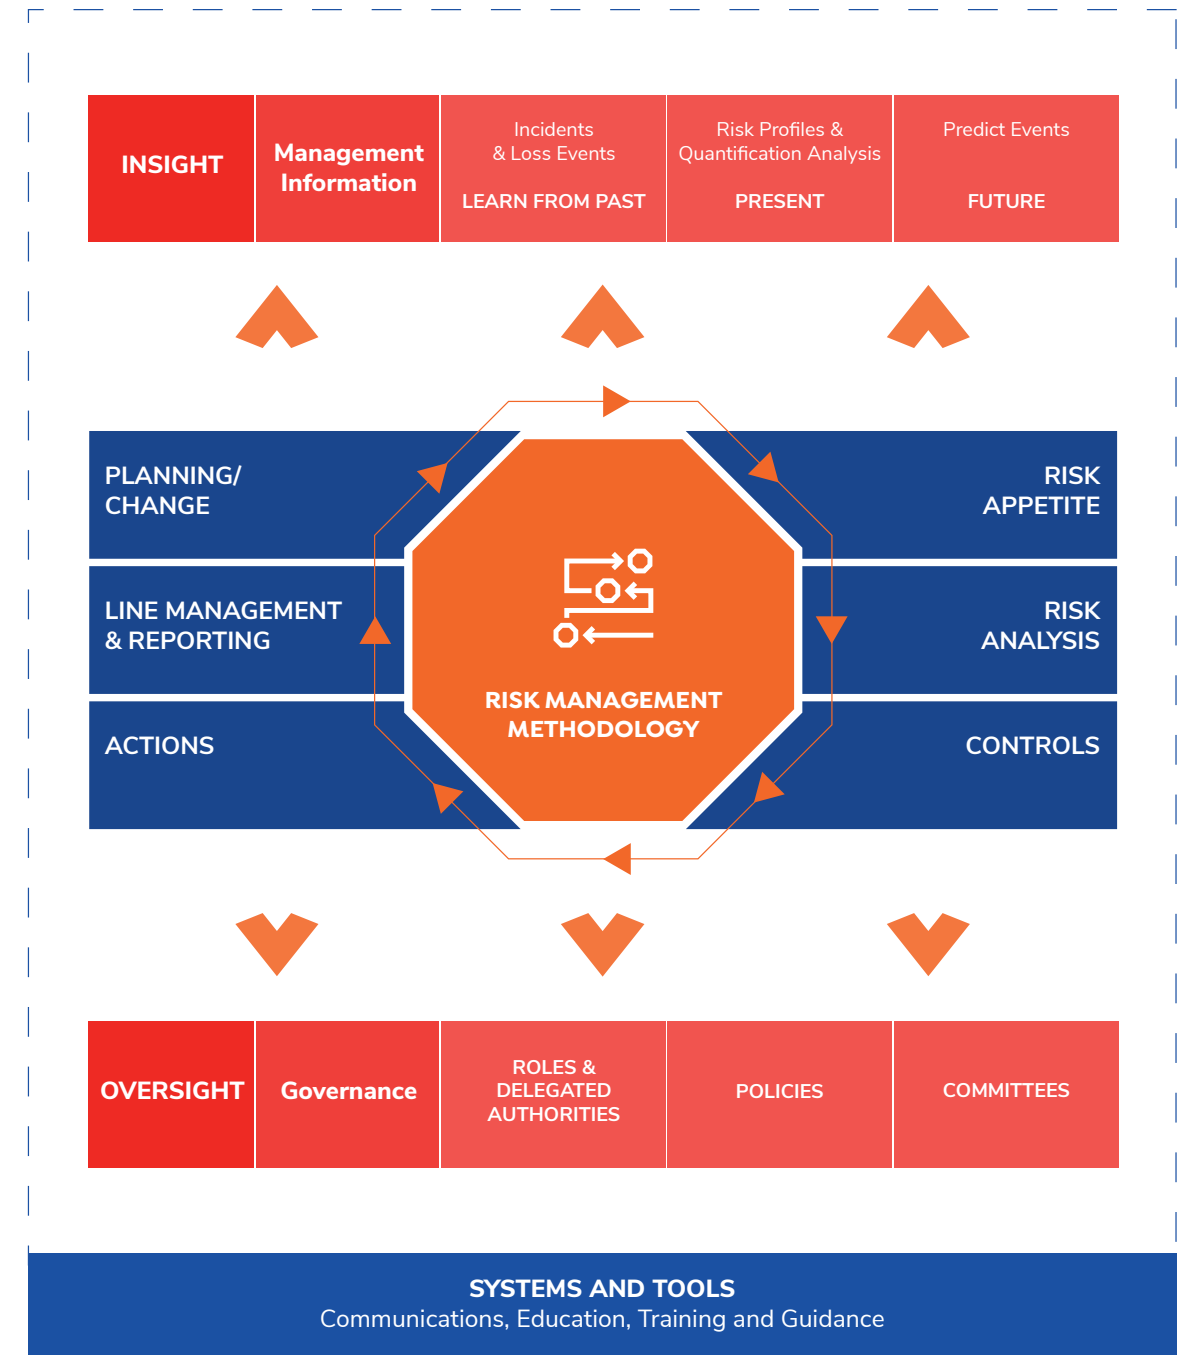 INSIGHT
Management
Information
Incidents
& Loss Events
LEARN FROM PAST
Risk Profiles &
Quantification Analysis
PRESENT
Predict Events
FUTURE
PLANNING/
CHANGE
LINE MANAGEMENT
& REPORTING
ACTIONS
RISK MANAGEMENT
METHODOLOGY
RISK
APPETITE
RISK
ANALYSIS
CONTROLS
OVERSIGHT
Governance
ROLES &
DELEGATED
AUTHORITIES
POLICIES
COMMITTEES
SYSTEMS AND TOOLS
Communications, Education, Training and Guidance